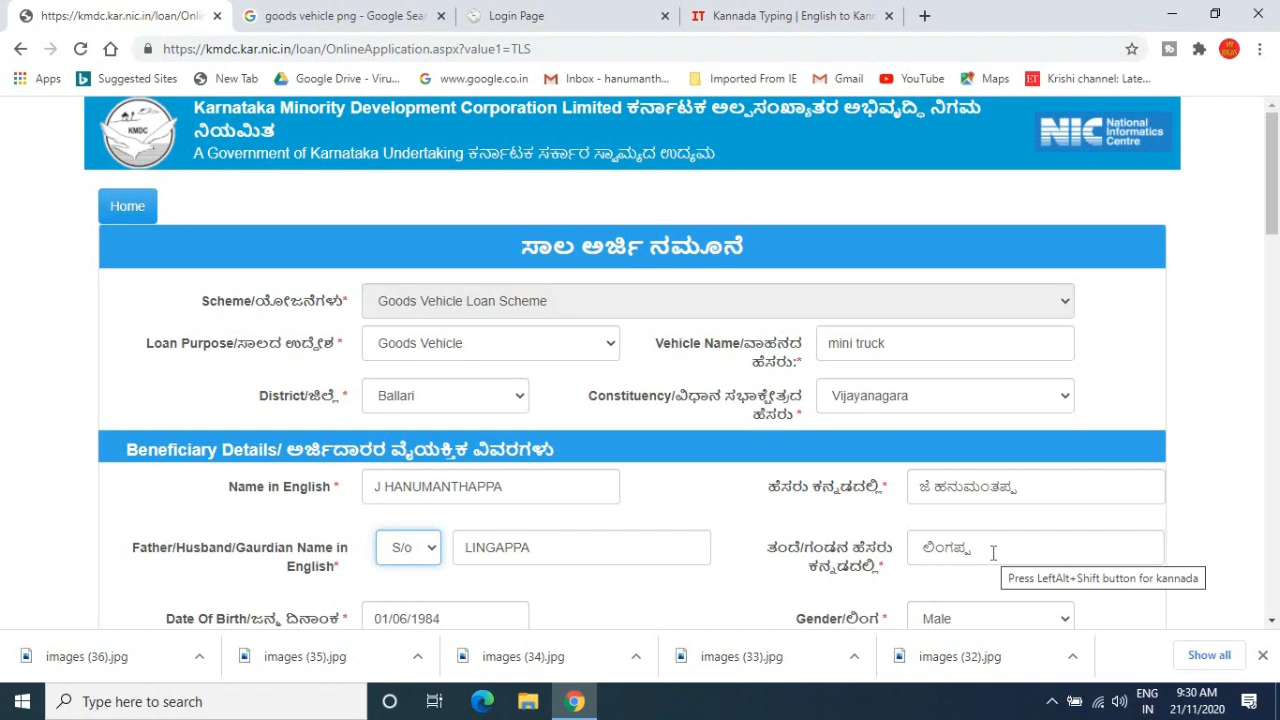 https://kmdc.kar.nic.in/loan/Onli
goods vehicle png - Google Sea
Login Page
IT Kannada Typing | English to Kann
https://kmdc.kar.nic.in/loan/OnlineApplication.aspx?value1=TLS
Apps
Suggested Sites
New Tab
Google Drive - Viru...
www.google.co.in
Inbox - hanumanth...
Imported From IE
Gmail
YouTube
Maps
ET Krishi channel: Late...
Karnataka Minority Development Corporation Limited ಕರ್ನಾಟಕ ಅಲ್ಪಸಂಖ್ಯಾತರ ಅಭಿವೃದ್ಧಿ ನಿಗಮ
ನಿಯಮಿತ
A Government of Karnataka Undertaking ಕರ್ನಾಟಕ ಸರ್ಕಾರ ಸ್ವಾಮ್ಯದ ಉದ್ಯಮ
KMDC
NIC National
Informatics
Centre
Home
ಸಾಲ ಅರ್ಜಿ ನಮೂನೆ
Scheme/ಯೋಜನೆಗಳು* Goods Vehicle Loan Scheme
Loan Purpose/ಸಾಲದ ಉದ್ದೇಶ * Goods Vehicle
Vehicle Name/ವಾಹನದ
ಹೆಸರು:*
mini truck
District/ಜಿಲ್ಲೆ * Ballari
Constituency/ವಿಧಾನ ಸಭಾಕ್ಷೇತ್ರದ
ಹೆಸರು *
Vijayanagara
Beneficiary Details/ ಅರ್ಜಿದಾರರ ವೈಯಕ್ತಿಕ ವಿವರಗಳು
Name in English * J HANUMANTHAPPA
ಹೆಸರು ಕನ್ನಡದಲ್ಲಿ* ಜೆ ಹನುಮಂತಪ್ಪ
Father/Husband/Gaurdian Name in
English*
S/o LINGAPPA
ತಂದೆ/ಗಂಡನ ಹೆಸರು
ಕನ್ನಡದಲ್ಲಿ*
ಲಿಂಗಪ್ಪ
Press LeftAlt+Shift button for kannada
Date Of Birth/ಜನ್ಮ ದಿನಾಂಕ * 01/06/1984
Gender/ಲಿಂಗ * Male
images (36).jpg
images (35).jpg
images (34).jpg
images (33).jpg
images (32).jpg
Show all
Type here to search
ENG
IN
9:30 AM
21/11/2020